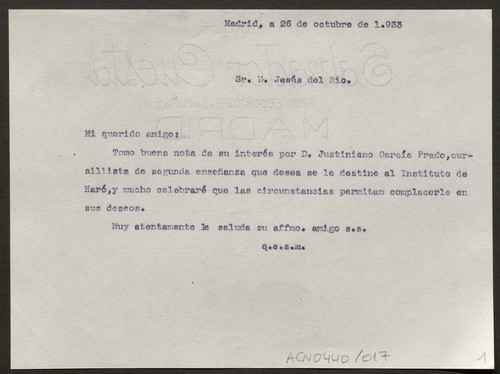 Madrid, a 26 de octubre de 1.933
Salvador Cuesta
Sr. D. Jesús del Rio.
MADRID
Mi querido amigo:
Tomo buena nota de su interés por D. Justiniano García Prado,cur-
sillista de segunda enseñanza que desea se le destine al Instituto de
Haró,y mucho celebraré que las circunstancias permitan complacerle en
sus deseos.
Muy atentamente le saluda su affmo. amigo s.s.
q.e.s.m.
ACN0440/017
1